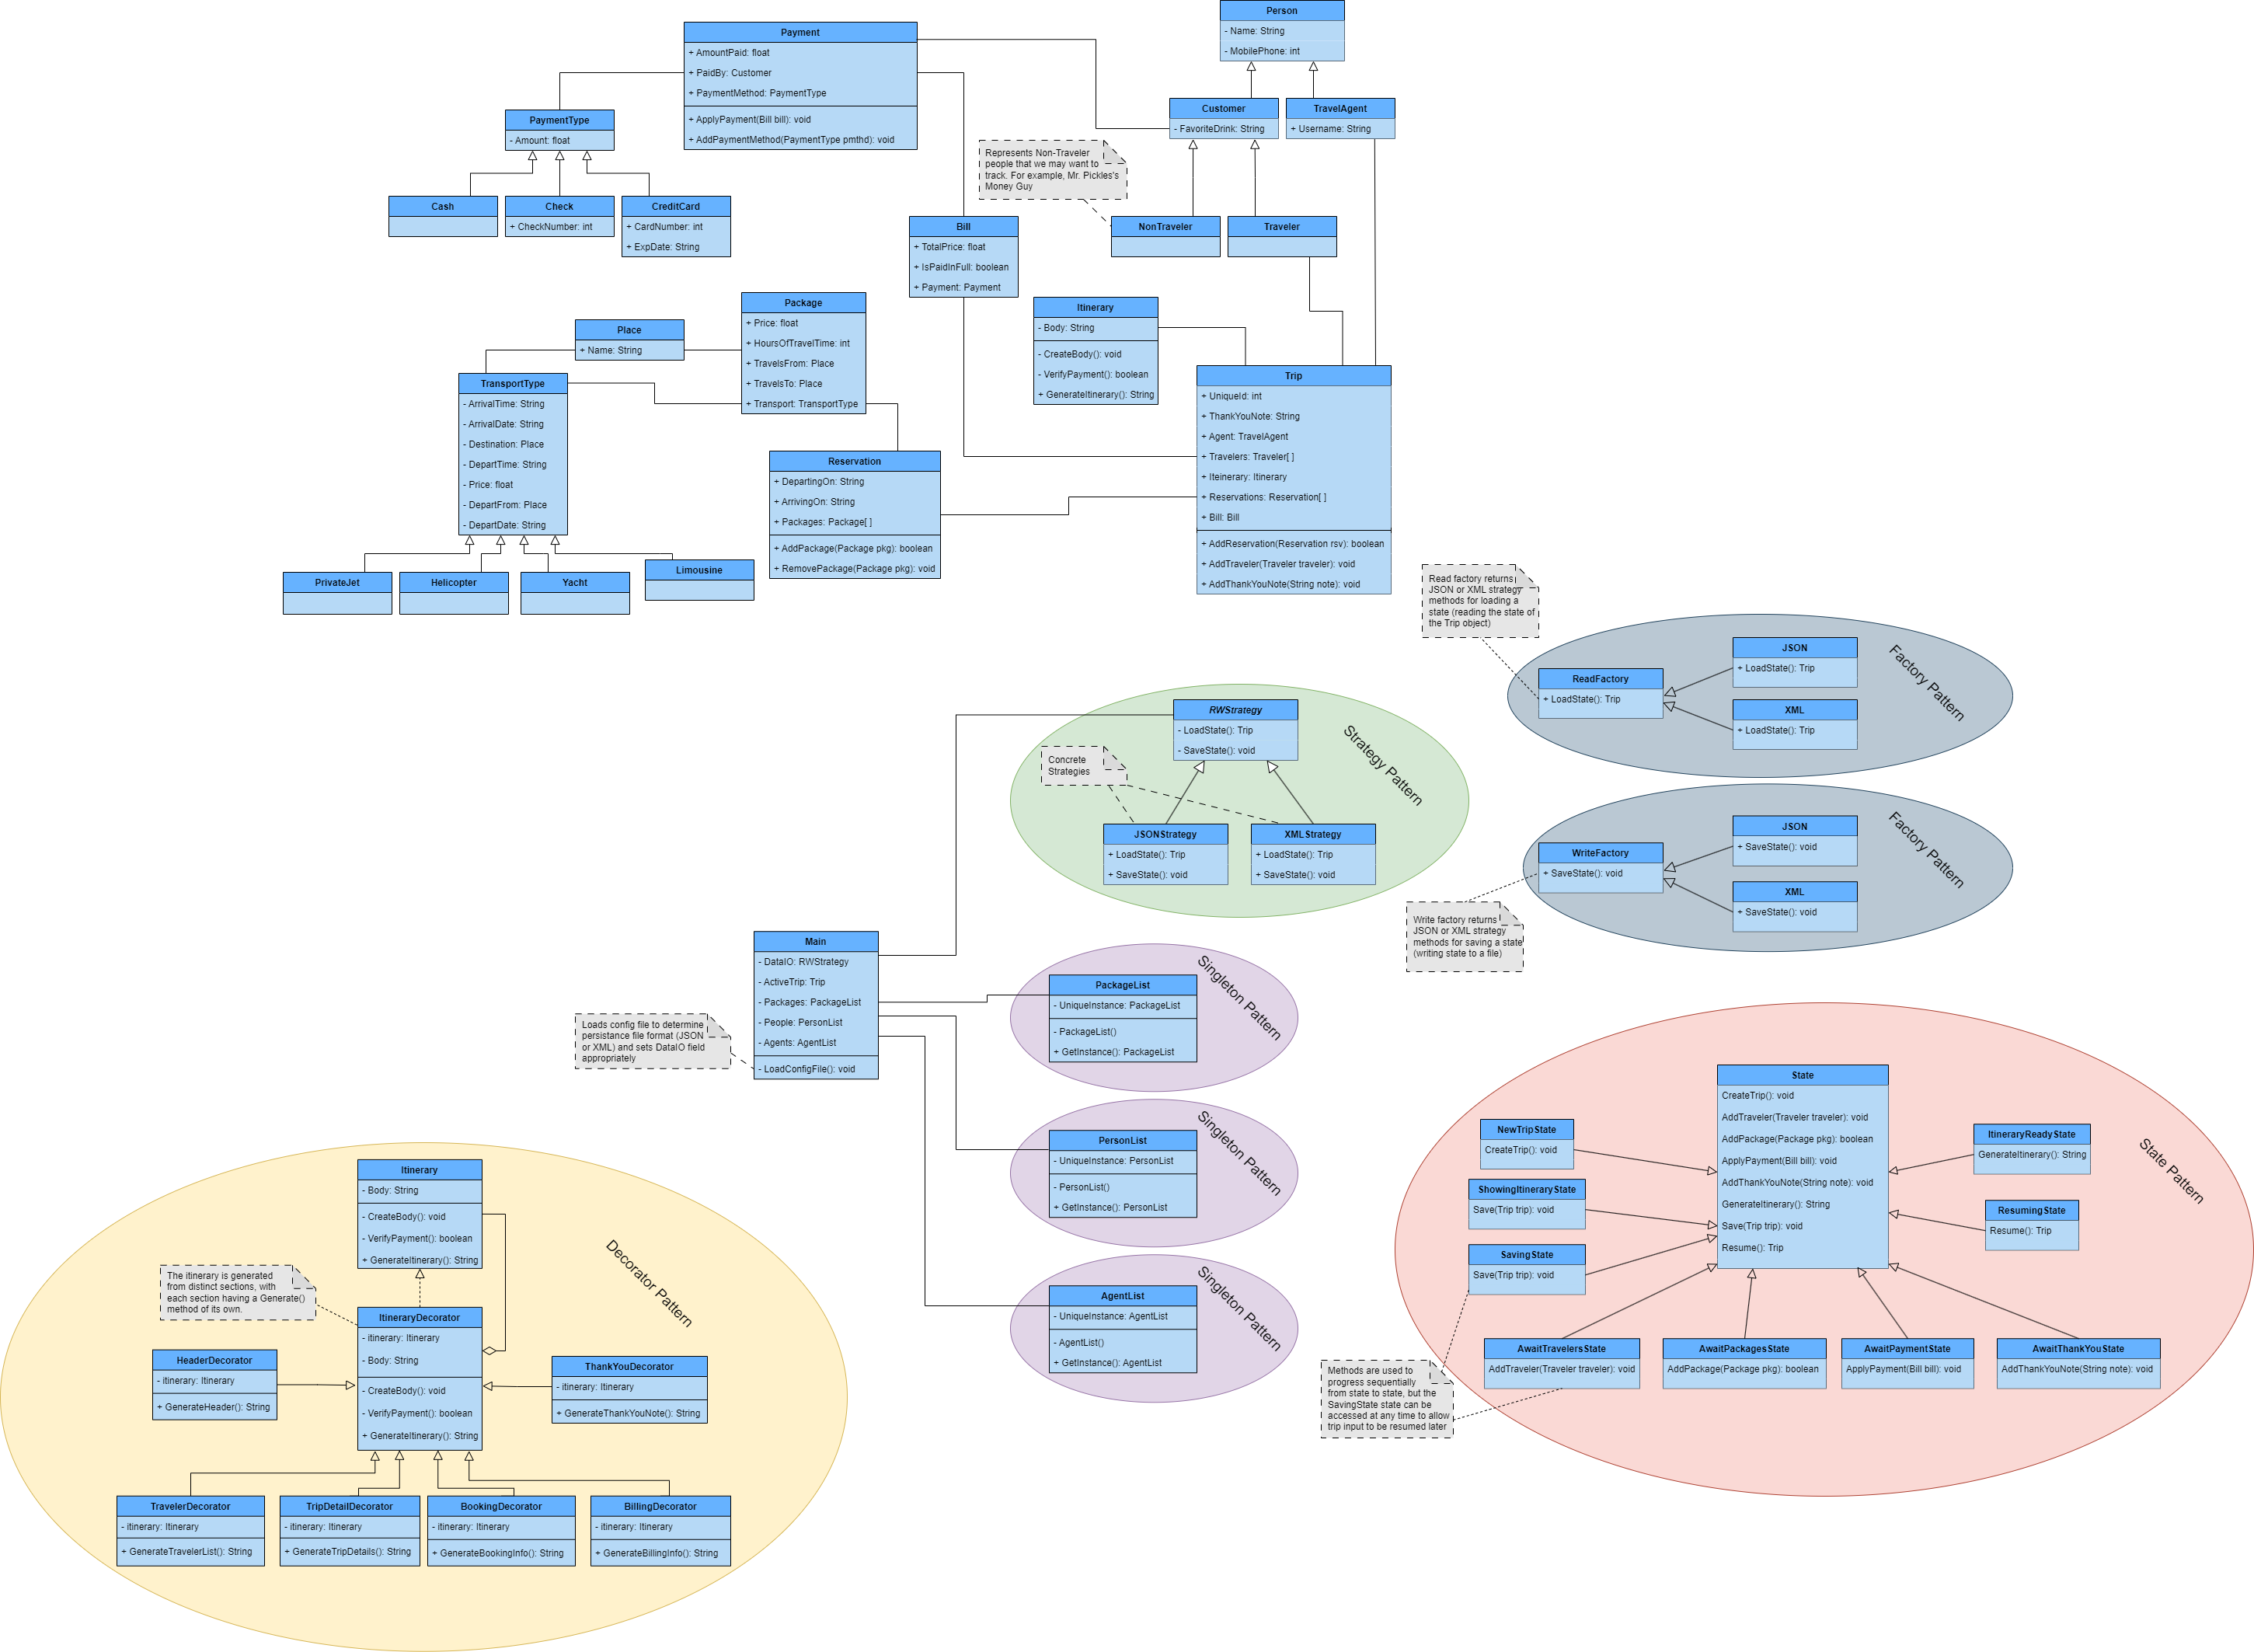 Person
- Name: String
- MobilePhone: int
Payment
+ AmountPaid: float
+ PaidBy: Customer
+ PaymentMethod: PaymentType
+ ApplyPayment(Bill bill): void
+ AddPaymentMethod(PaymentType pmthd): void
Customer
- FavoriteDrink: String
TravelAgent
+ Username: String
PaymentType
- Amount: float
Represents Non-Traveler
people that we may want to
track. For example, Mr. Pickles's
Money Guy
Cash
Check
+ CheckNumber: int
CreditCard
+ CardNumber: int
+ ExpDate: String
Bill
+ TotalPrice: float
+ IsPaidInFull: boolean
+ Payment: Payment
NonTraveler
Traveler
Package
+ Price: float
+ HoursOfTravelTime: int
+ TravelsFrom: Place
+ TravelsTo: Place
+ Transport: TransportType
Itinerary
- Body: String
- CreateBody(): void
- VerifyPayment(): boolean
+ GenerateItinerary(): String
Place
+ Name: String
TransportType
- ArrivalTime: String
- ArrivalDate: String
- Destination: Place
- DepartTime: String
- Price: float
- DepartFrom: Place
- DepartDate: String
Trip
+ UniqueId: int
+ ThankYouNote: String
+ Agent: TravelAgent
+ Travelers: Traveler[ ]
+ Iteinerary: Itinerary
+ Reservations: Reservation[ ]
+ Bill: Bill
+ AddReservation(Reservation rsv): boolean
+ AddTraveler(Traveler traveler): void
+ AddThankYouNote(String note): void
Reservation
+ DepartingOn: String
+ ArrivingOn: String
+ Packages: Package[ ]
+ AddPackage(Package pkg): boolean
+ RemovePackage(Package pkg): void
PrivateJet
Helicopter
Yacht
Limousine
Read factory returns
JSON or XML strategy
methods for loading a
state (reading the state of
the Trip object)
Factory Pattern
ReadFactory
+ LoadState(): Trip
JSON
+ LoadState(): Trip
XML
+ LoadState(): Trip
Strategy Pattern
RWStrategy
- LoadState(): Trip
- SaveState(): void
Concrete
Strategies
JSONStrategy
+ LoadState(): Trip
+ SaveState(): void
XMLStrategy
+ LoadState(): Trip
+ SaveState(): void
Factory Pattern
WriteFactory
+ SaveState(): void
JSON
+ SaveState(): void
XML
+ SaveState(): void
Write factory returns
JSON or XML strategy
methods for saving a state
(writing state to a file)
Main
- DataIO: RWStrategy
- ActiveTrip: Trip
- Packages: PackageList
- People: PersonList
- Agents: AgentList
- LoadConfigFile(): void
Loads config file to determine
persistance file format (JSON
or XML) and sets DataIO field
appropriately
Singleton Pattern
PackageList
- UniqueInstance: PackageList
- PackageList()
+ GetInstance(): PackageList
Singleton Pattern
PersonList
- UniqueInstance: PersonList
- PersonList()
+ GetInstance(): PersonList
Singleton Pattern
AgentList
- UniqueInstance: AgentList
- AgentList()
+ GetInstance(): AgentList
State Pattern
State
CreateTrip(): void
AddTraveler(Traveler traveler): void
AddPackage(Package pkg): boolean
ApplyPayment(Bill bill): void
AddThankYouNote(String note): void
GenerateItinerary(): String
Save(Trip trip): void
Resume(): Trip
NewTripState
CreateTrip(): void
ShowingItineraryState
Save(Trip trip): void
SavingState
Save(Trip trip): void
ItineraryReadyState
GenerateItinerary(): String
ResumingState
Resume(): Trip
AwaitTravelersState
AddTraveler(Traveler traveler): void
AwaitPackagesState
AddPackage(Package pkg): boolean
AwaitPaymentState
ApplyPayment(Bill bill): void
AwaitThankYouState
AddThankYouNote(String note): void
Methods are used to
progress sequentially
from state to state, but the
SavingState state can be
accessed at any time to allow
trip input to be resumed later
Decorator Pattern
Itinerary
- Body: String
- CreateBody(): void
- VerifyPayment(): boolean
+ GenerateItinerary(): String
The itinerary is generated
from distinct sections, with
each section having a Generate()
method of its own.
ItineraryDecorator
- itinerary: Itinerary
- Body: String
- CreateBody(): void
- VerifyPayment(): boolean
+ GenerateItinerary(): String
HeaderDecorator
- itinerary: Itinerary
+ GenerateHeader(): String
ThankYouDecorator
- itinerary: Itinerary
+ GenerateThankYouNote(): String
TravelerDecorator
- itinerary: Itinerary
+ GenerateTravelerList(): String
TripDetailDecorator
- itinerary: Itinerary
+ GenerateTripDetails(): String
BookingDecorator
- itinerary: Itinerary
+ GenerateBookingInfo(): String
BillingDecorator
- itinerary: Itinerary
+ GenerateBillingInfo(): String